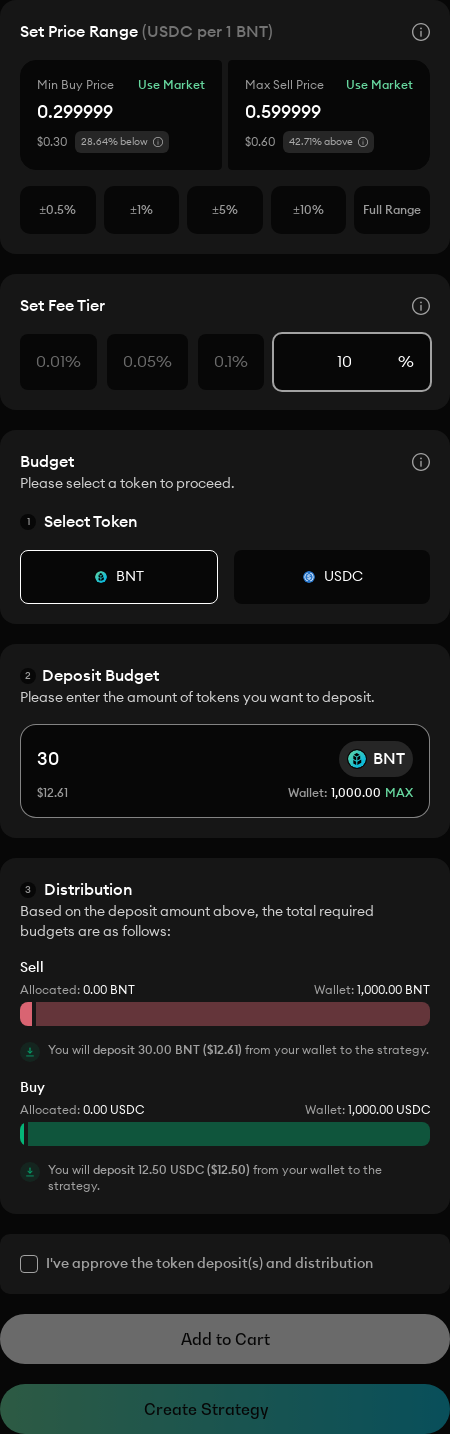 Set Price Range (USDC per 1 BNT)
Min Buy Price Use Market
0.299999
$0.30 28.64% below
Max Sell Price Use Market
0.599999
$0.60 42.71% above
±0.5% ±1% ±5% ±10% Full Range
Set Fee Tier
0.01% 0.05% 0.1% 10 %
Budget
Please select a token to proceed.
1 Select Token
BNT USDC
2 Deposit Budget
Please enter the amount of tokens you want to deposit.
30 BNT
$12.61 Wallet: 1,000.00 MAX
3 Distribution
Based on the deposit amount above, the total required
budgets are as follows:
Sell
Allocated: 0.00 BNT Wallet: 1,000.00 BNT
You will deposit 30.00 BNT ($12.61) from your wallet to the strategy.
Buy
Allocated: 0.00 USDC Wallet: 1,000.00 USDC
You will deposit 12.50 USDC ($12.50) from your wallet to the
strategy.
I've approve the token deposit(s) and distribution
Add to Cart
Create Strategy